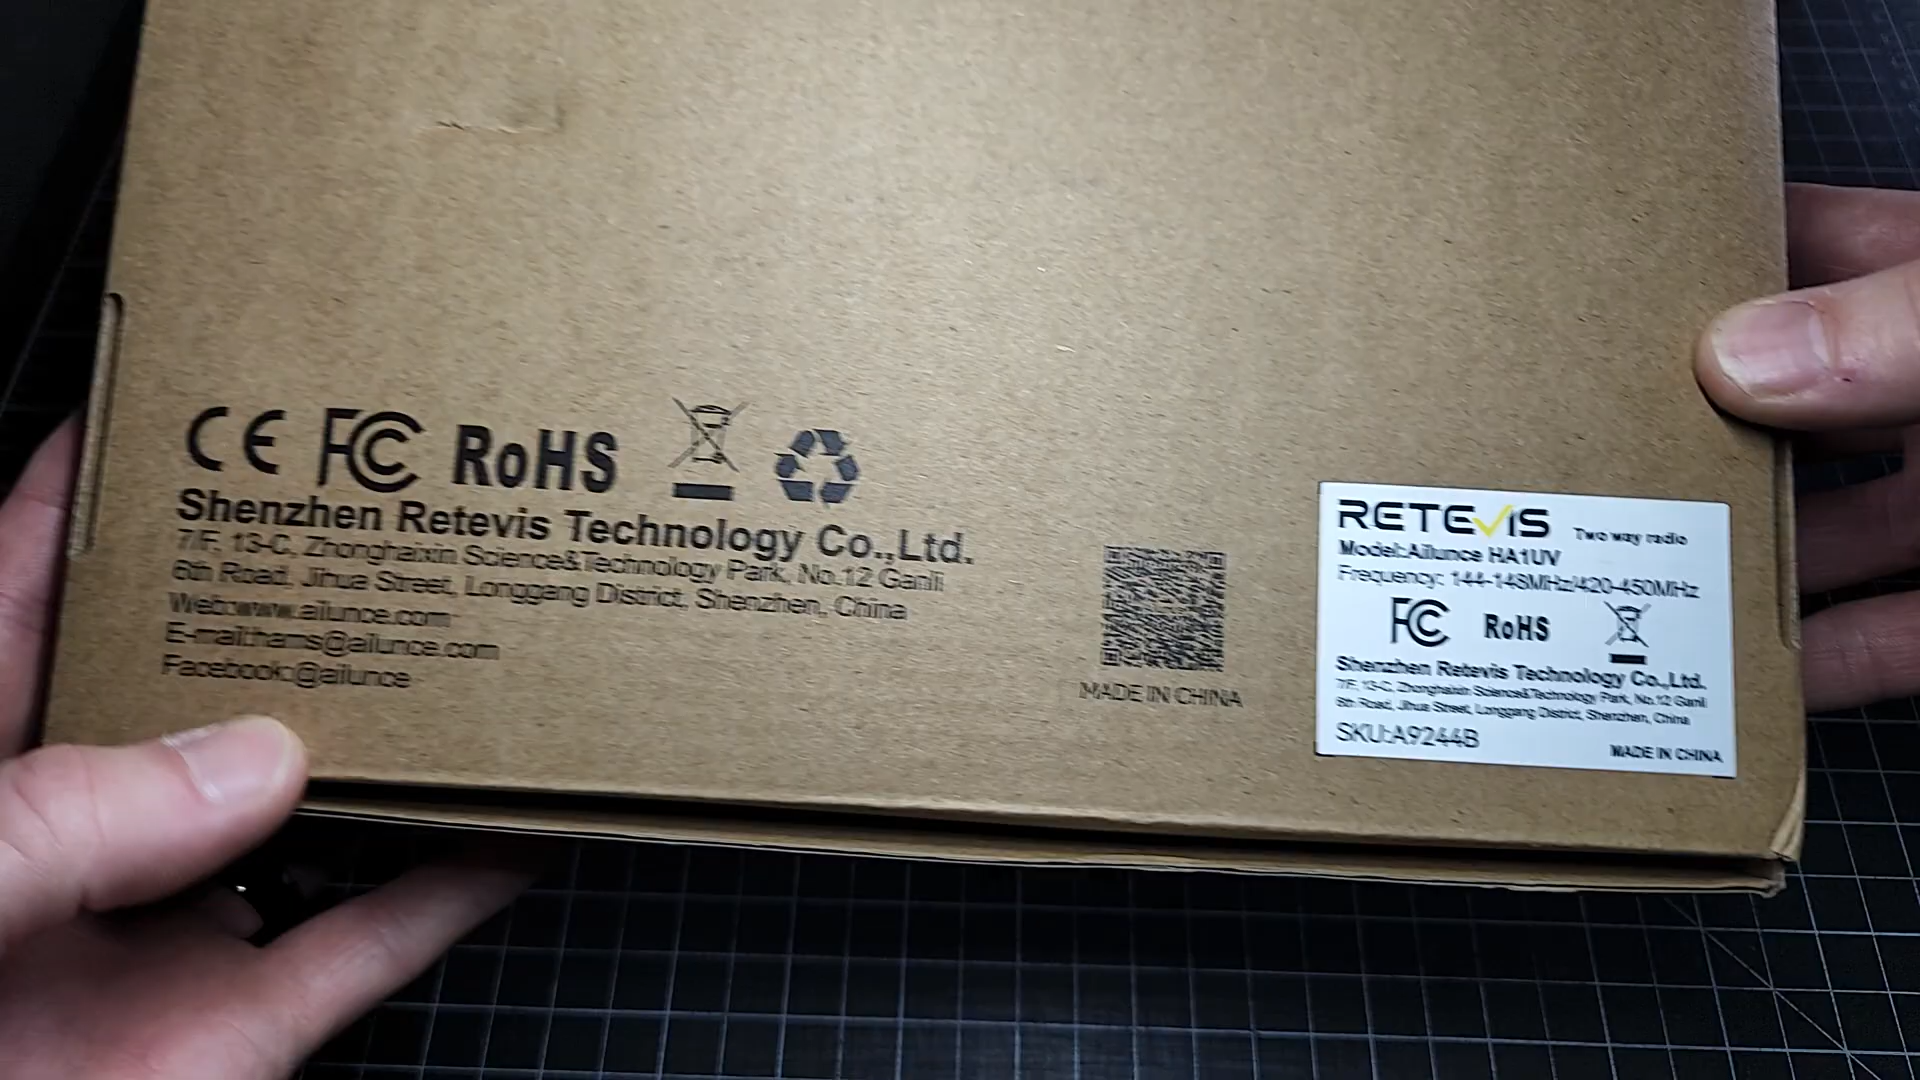 CE FC RoHS
Shenzhen Retevis Technology Co.,Ltd.
7/F, 13-C, Zhonghaixin Science&Technology Park, No.12 Ganli
6th Road, Jihua Street, Longgang District, Shenzhen, China
Web:www.ailunce.com
E-mail:hams@ailunce.com
Facebook:@ailunce
MADE IN CHINA
RETEVIS Two way radio
Model:Ailunce HA1UV
Frequency: 144-148MHz/420-450MHz
FC RoHS
Shenzhen Retevis Technology Co.,Ltd.
7/F, 13-C, Zhonghaixin Science&Technology Park, No.12 Ganli
6th Road, Jihua Street, Longgang District, Shenzhen, China
SKU:A9244B
MADE IN CHINA